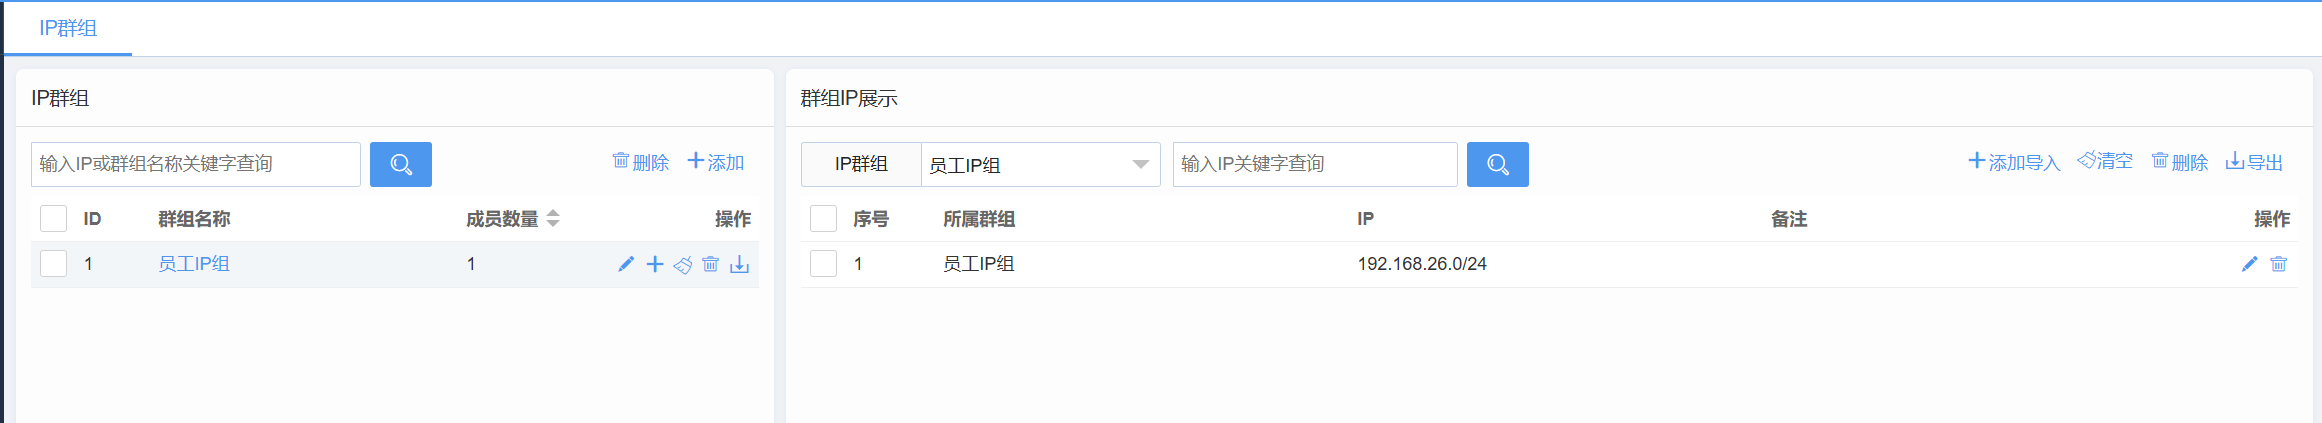 IP群组
IP群组
输入IP或群组名称关键字查询 删除 添加
ID 群组名称 成员数量 操作
1 员工IP组 1
群组IP展示
IP群组 员工IP组 输入IP关键字查询 添加导入 清空 删除 导出
序号 所属群组 IP 备注 操作
1 员工IP组 192.168.26.0/24